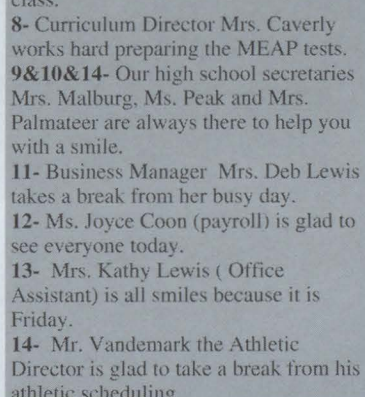 class.
8- Curriculum Director Mrs. Caverly
works hard preparing the MEAP tests.
9&10&14- Our high school secretaries
Mrs. Malburg, Ms. Peak and Mrs.
Palmateer are always there to help you
with a smile.
11- Business Manager  Mrs. Deb Lewis
takes a break from her busy day.
12- Ms. Joyce Coon (payroll) is glad to
see everyone today.
13-  Mrs. Kathy Lewis ( Office
Assistant) is all smiles because it is
Friday.
14-  Mr. Vandemark the Athletic
Director is glad to take a break from his
athletic scheduling